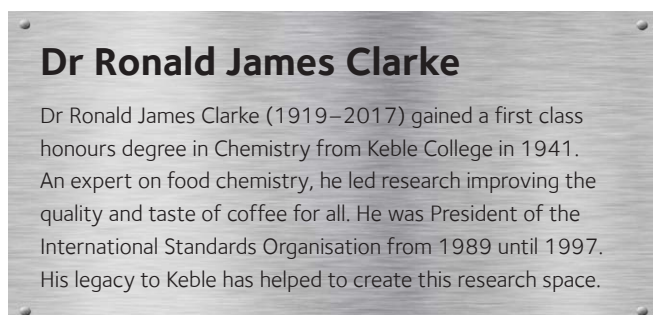 Dr Ronald James Clarke
Dr Ronald James Clarke (1919–2017) gained a first class
honours degree in Chemistry from Keble College in 1941.
An expert on food chemistry, he led research improving the
quality and taste of coffee for all. He was President of the
International Standards Organisation from 1989 until 1997.
His legacy to Keble has helped to create this research space.